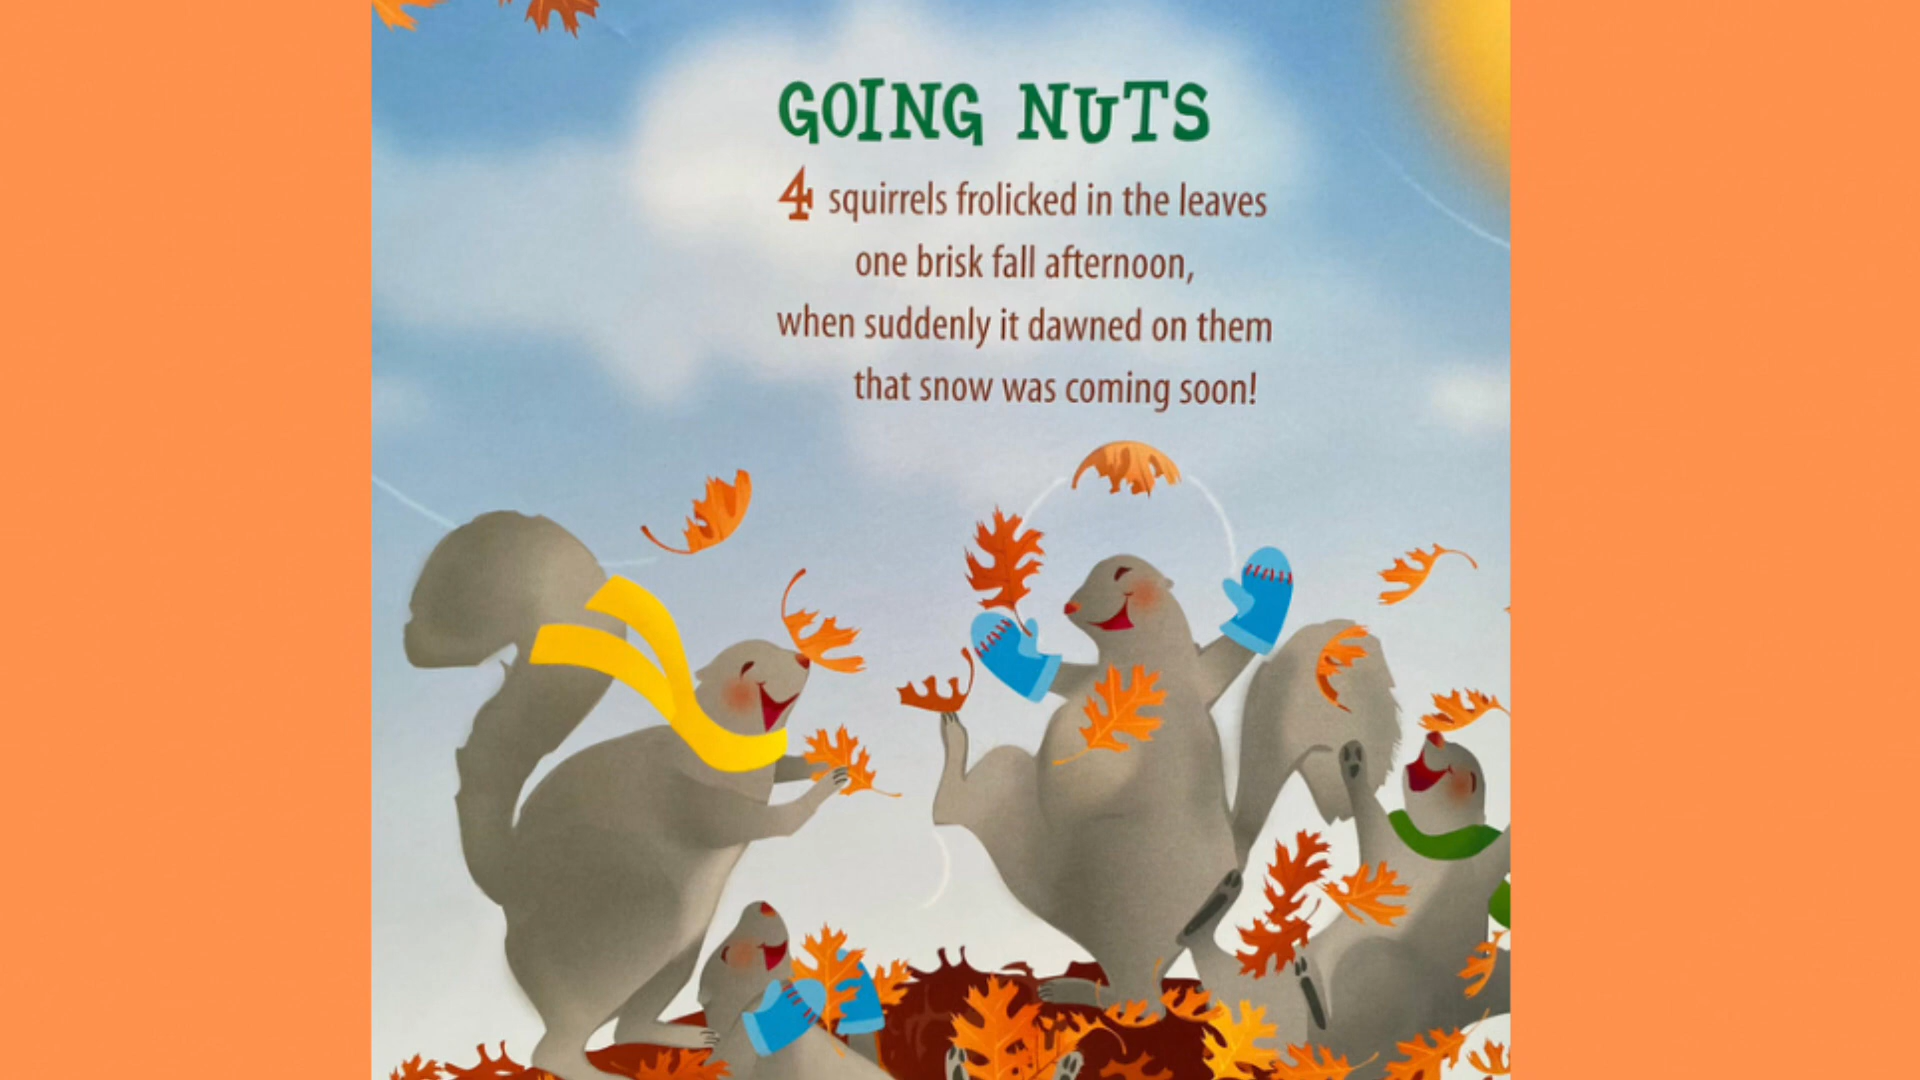 GOING NUTS
4 squirrels frolicked in the leaves
one brisk fall afternoon,
when suddenly it dawned on them
that snow was coming soon!